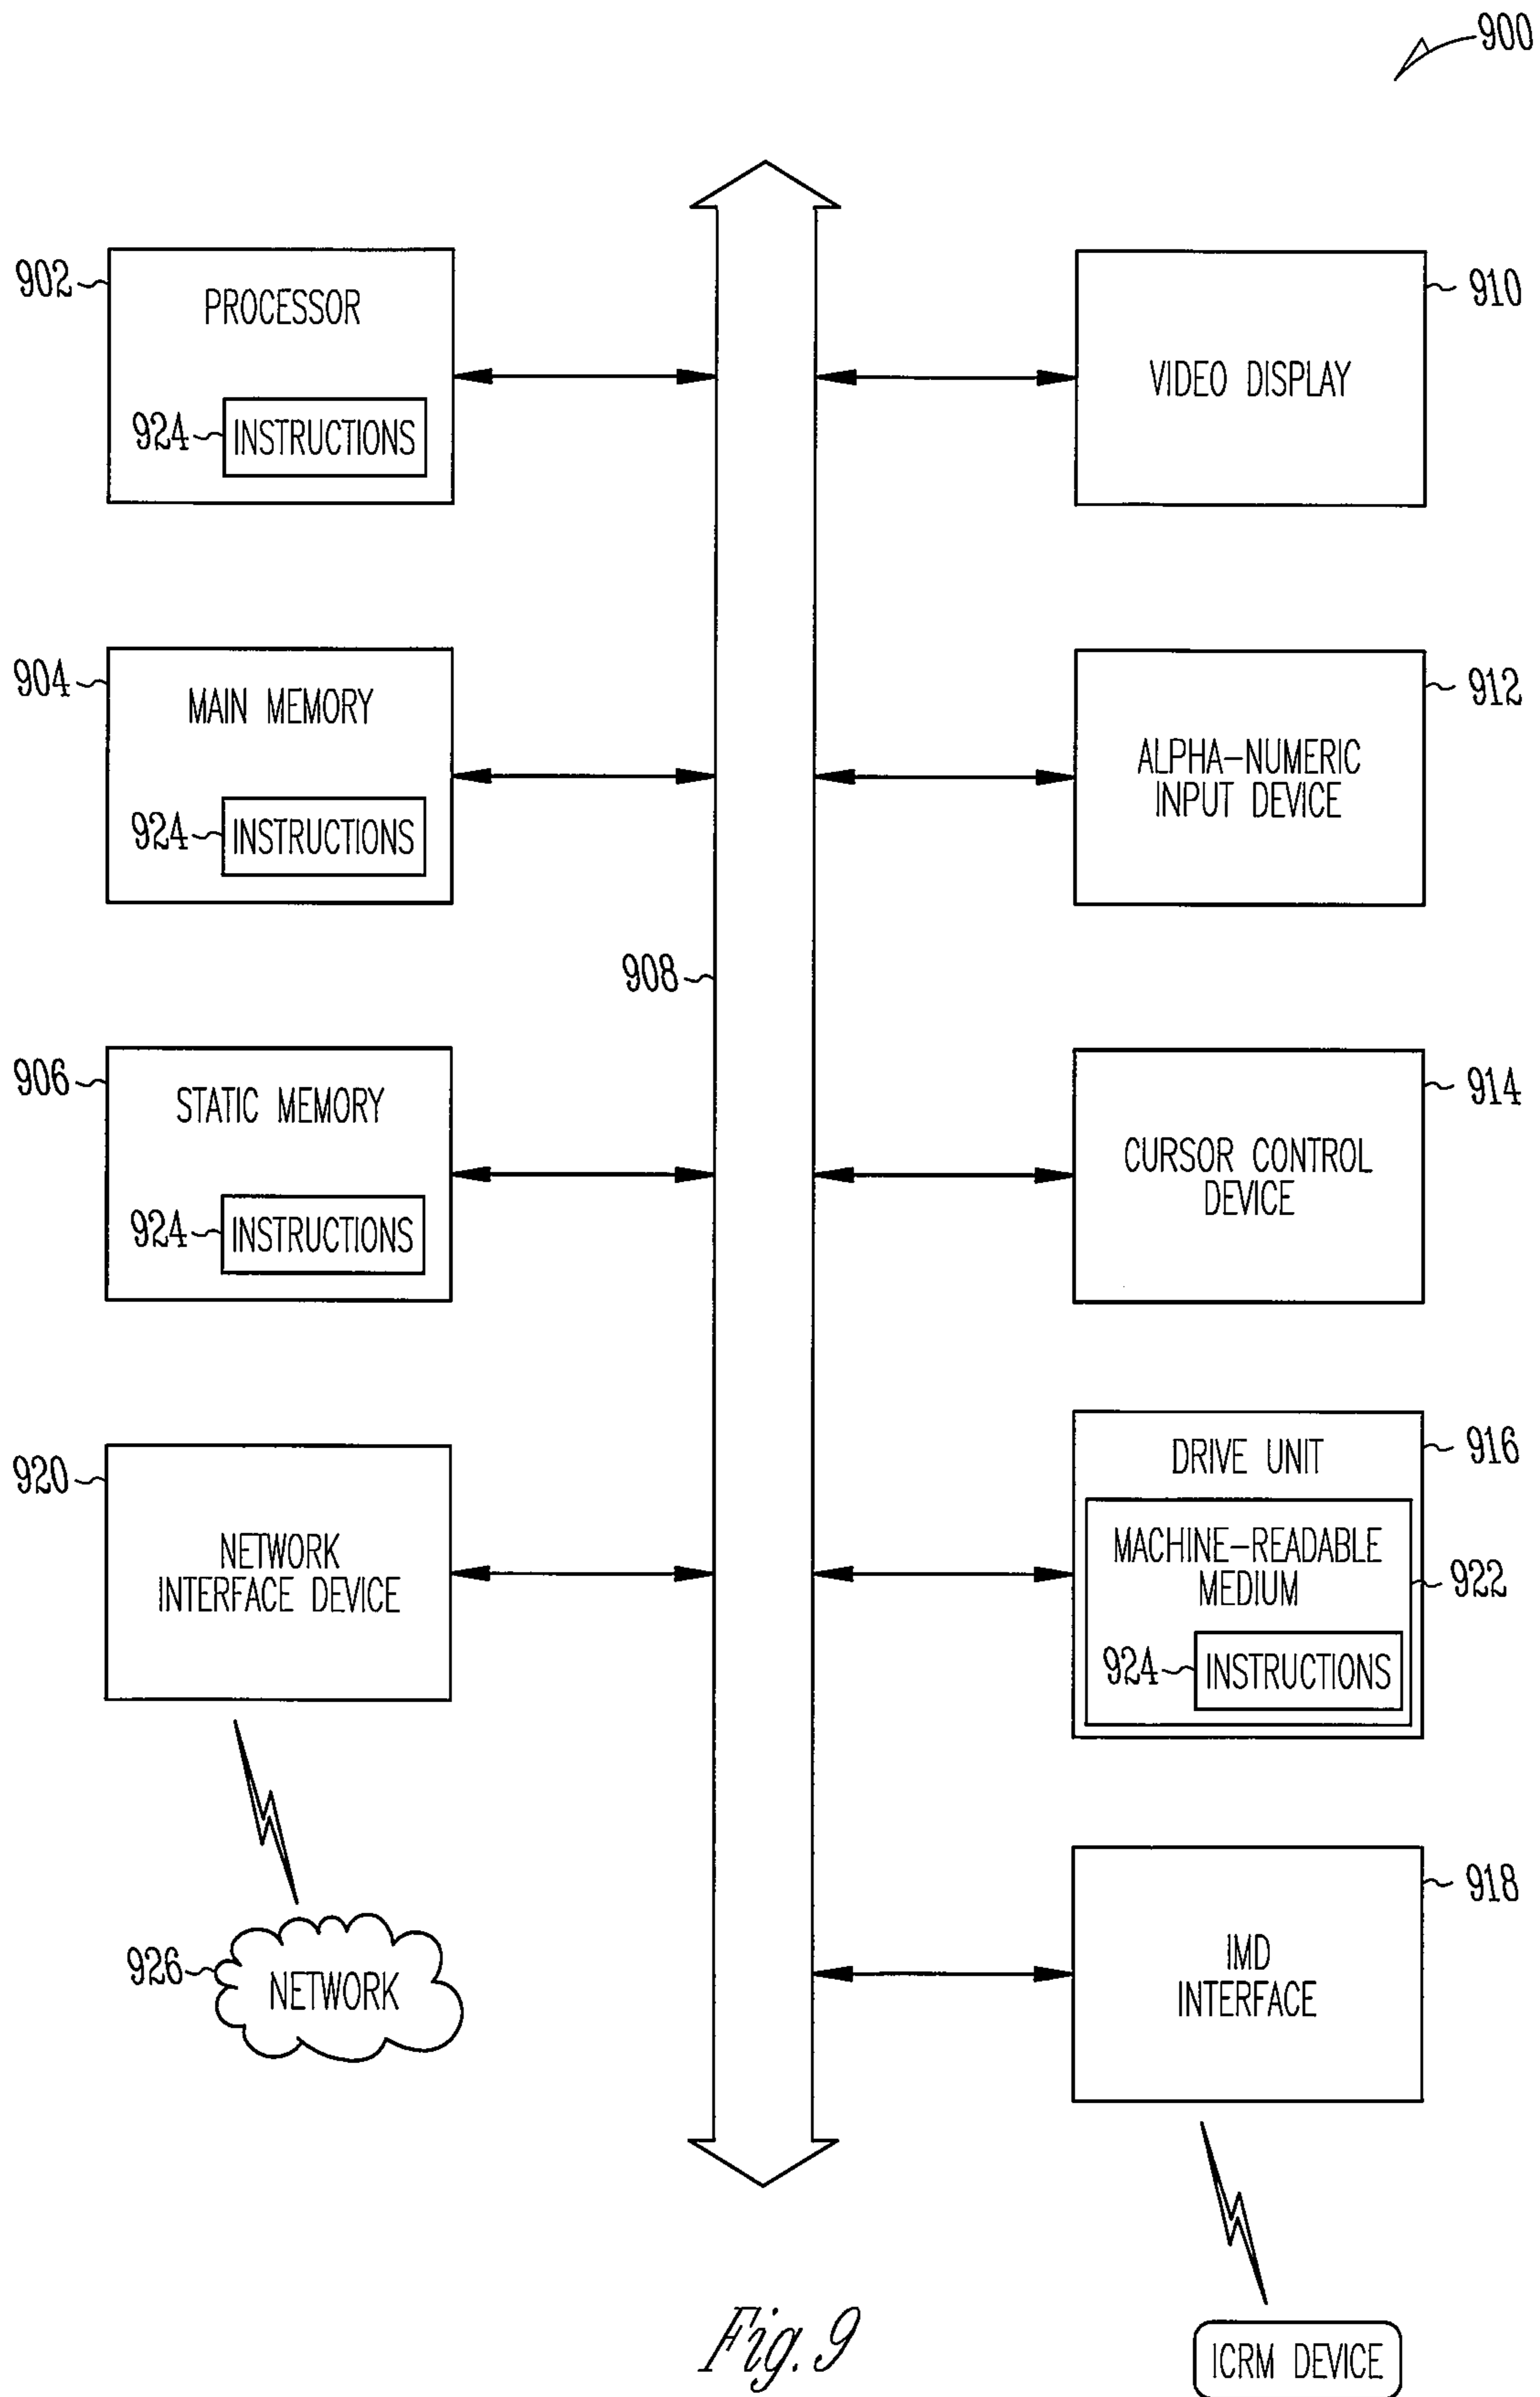 900
902
PROCESSOR
924
INSTRUCTIONS
910
VIDEO DISPLAY
904
MAIN MEMORY
924
INSTRUCTIONS
912
ALPHA-NUMERIC
INPUT DEVICE
908
906
STATIC MEMORY
924
INSTRUCTIONS
914
CURSOR CONTROL
DEVICE
920
NETWORK
INTERFACE DEVICE
916
DRIVE UNIT
MACHINE-READABLE
MEDIUM
922
924
INSTRUCTIONS
926
NETWORK
918
IMD
INTERFACE
ICRM DEVICE
Fig. 9